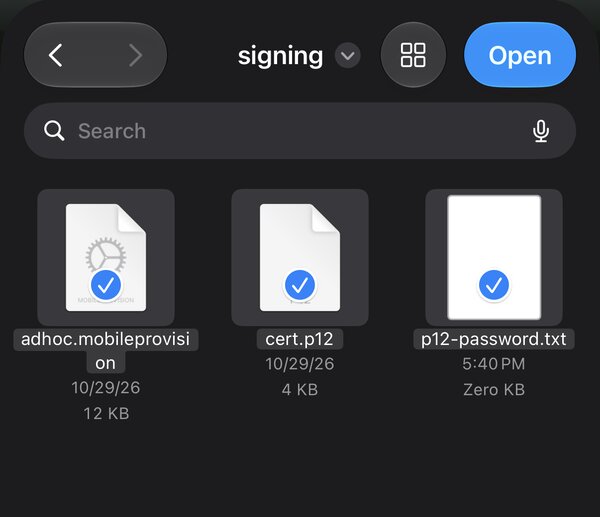 signing
Open
Search
adhoc.mobileprovisi
on
10/29/26
12 KB
cert.p12
10/29/26
4 KB
p12-password.txt
5:40 PM
Zero KB